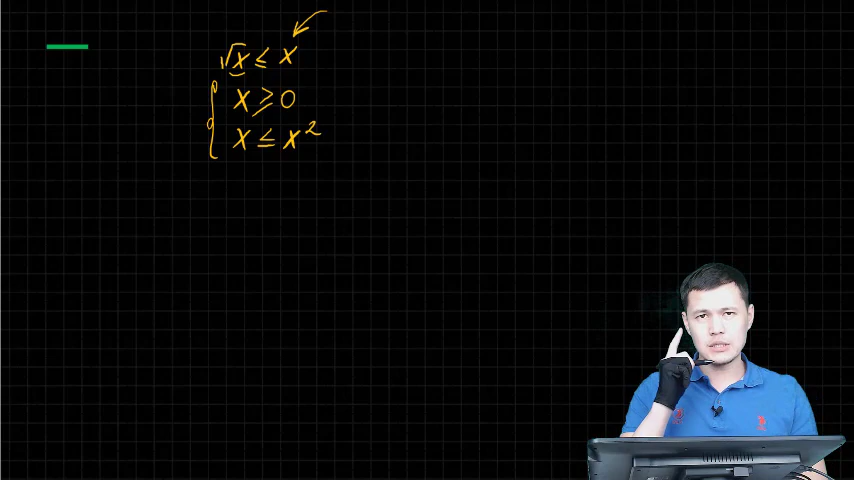 √x ≤ x
x ≥ 0
x ≤ x²